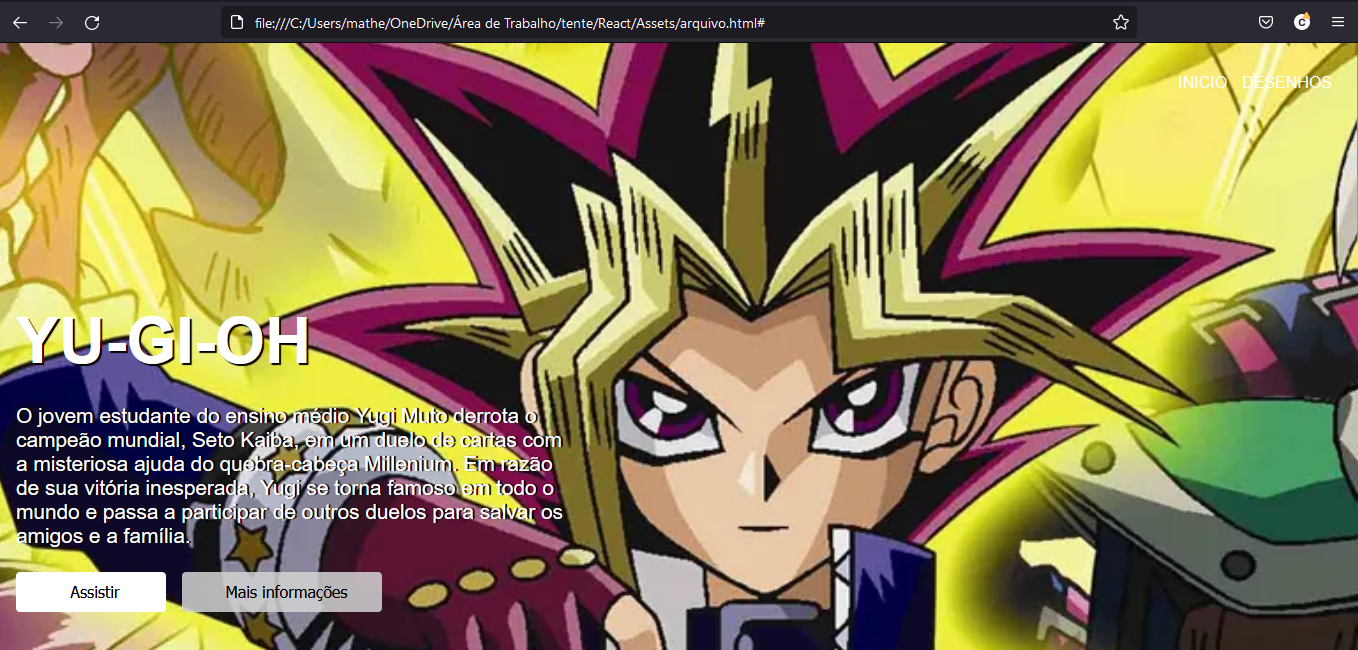 file:///C:/Users/mathe/OneDrive/Área de Trabalho/tente/React/Assets/arquivo.html#
C
INICIO DESENHOS
YU-GI-OH
O jovem estudante do ensino médio Yugi Muto derrota o
campeão mundial, Seto Kaiba, em um duelo de cartas com
a misteriosa ajuda do quebra-cabeça Millenium. Em razão
de sua vitória inesperada, Yugi se torna famoso em todo o
mundo e passa a participar de outros duelos para salvar os
amigos e a família.
Assistir Mais informações